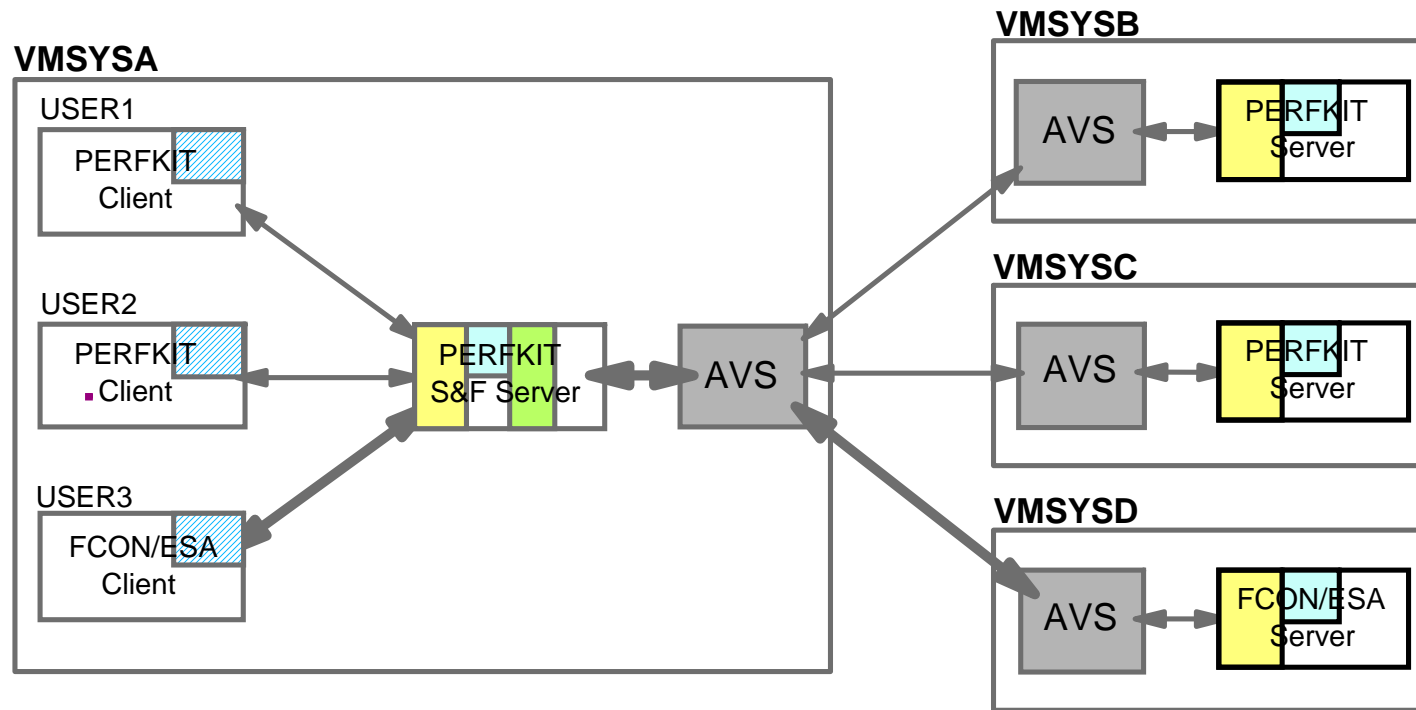 VMSYSA
USER1
PERFKIT
Client
USER2
PERFKIT
Client
USER3
FCON/ESA
Client
PERFKIT
S&F Server
AVS
VMSYSB
AVS
PERFKIT
Server
VMSYSC
AVS
PERFKIT
Server
VMSYSD
AVS
FCON/ESA
Server